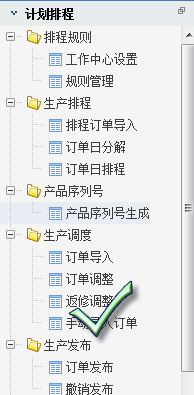 计划排程
排程规则
工作中心设置
规则管理
生产排程
排程订单导入
订单日分解
订单日排程
产品序列号
产品序列号生成
生产调度
订单导入
订单调整
返修调整
手动导入订单
生产发布
订单发布
撤销发布